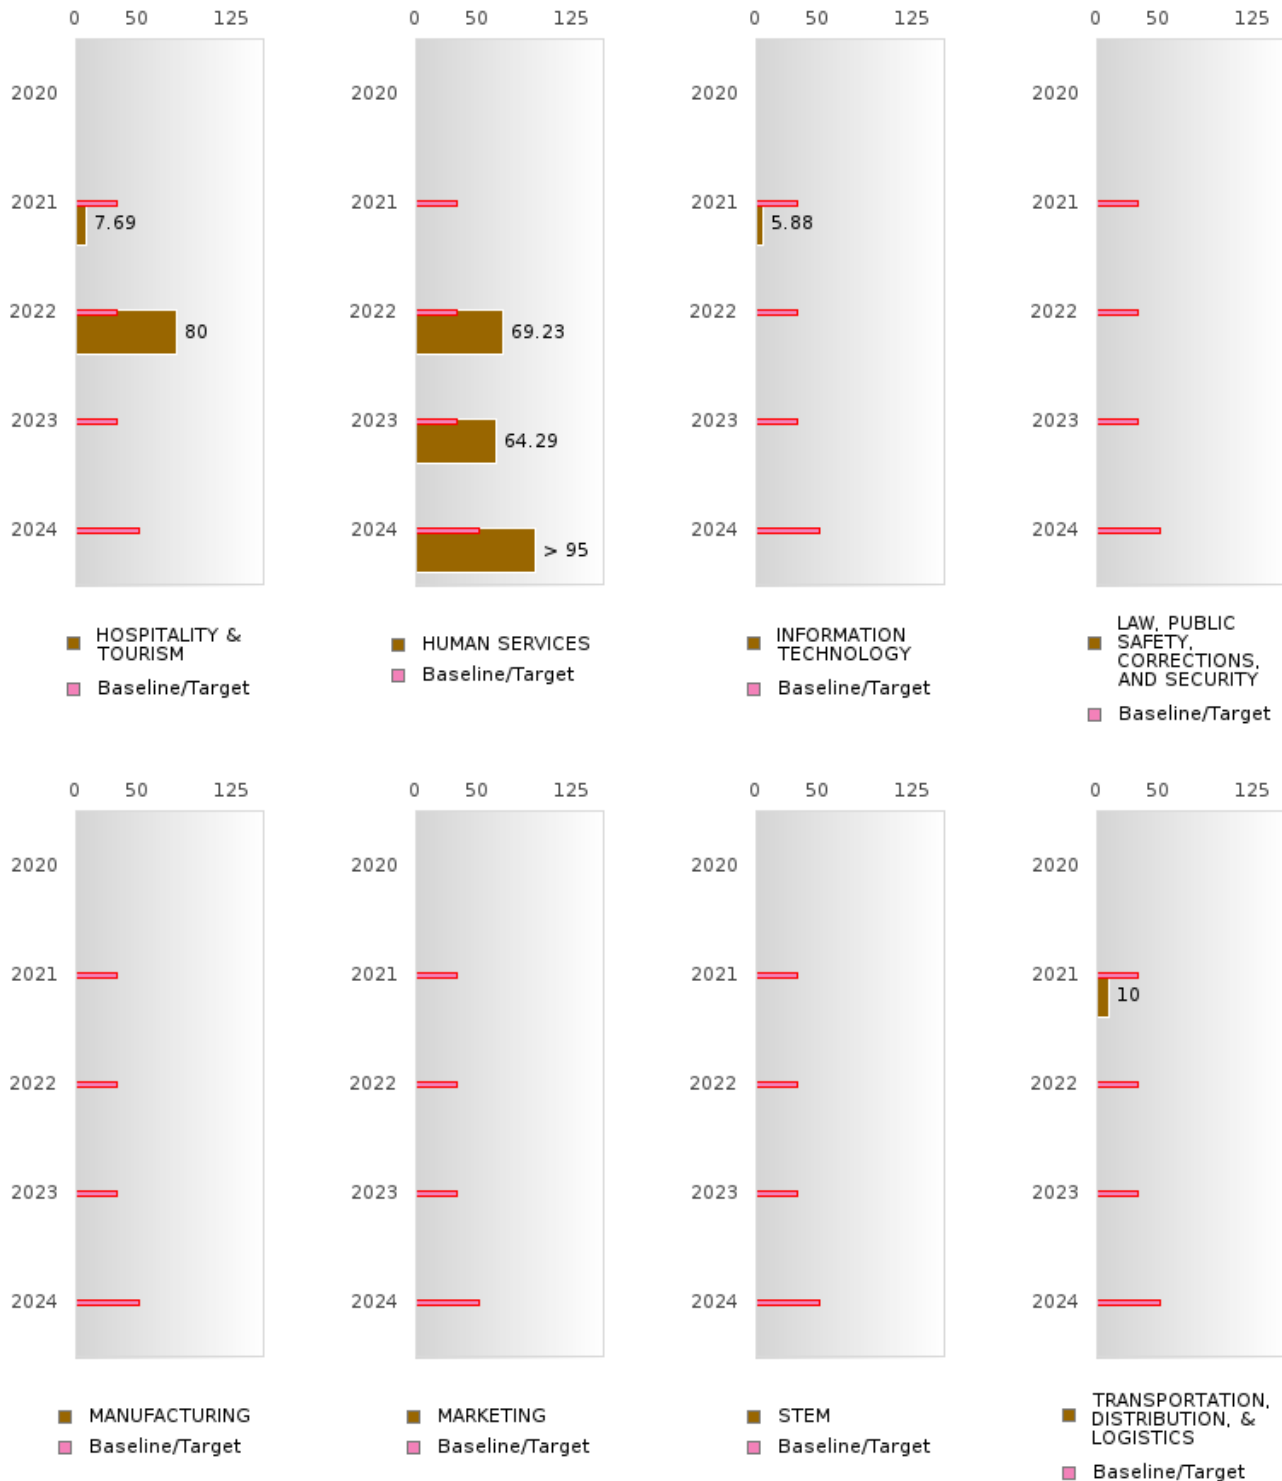 0 50 125 0 50 125 0 50 125 0 50 125
2020 2020 2020 2020
2021 2021 2021 2021
7.69 5.88
2022 2022 2022 2022
80 69.23
2023 2023 2023 2023
64.29
2024 2024 2024 2024
> 95
HOSPITALITY &
TOURISM
Baseline/Target
HUMAN SERVICES
Baseline/Target
INFORMATION
TECHNOLOGY
Baseline/Target
LAW, PUBLIC
SAFETY,
CORRECTIONS,
AND SECURITY
Baseline/Target
0 50 125 0 50 125 0 50 125 0 50 125
2020 2020 2020 2020
2021 2021 2021 2021
10
2022 2022 2022 2022
2023 2023 2023 2023
2024 2024 2024 2024
MANUFACTURING
Baseline/Target
MARKETING
Baseline/Target
STEM
Baseline/Target
TRANSPORTATION,
DISTRIBUTION, &
LOGISTICS
Baseline/Target